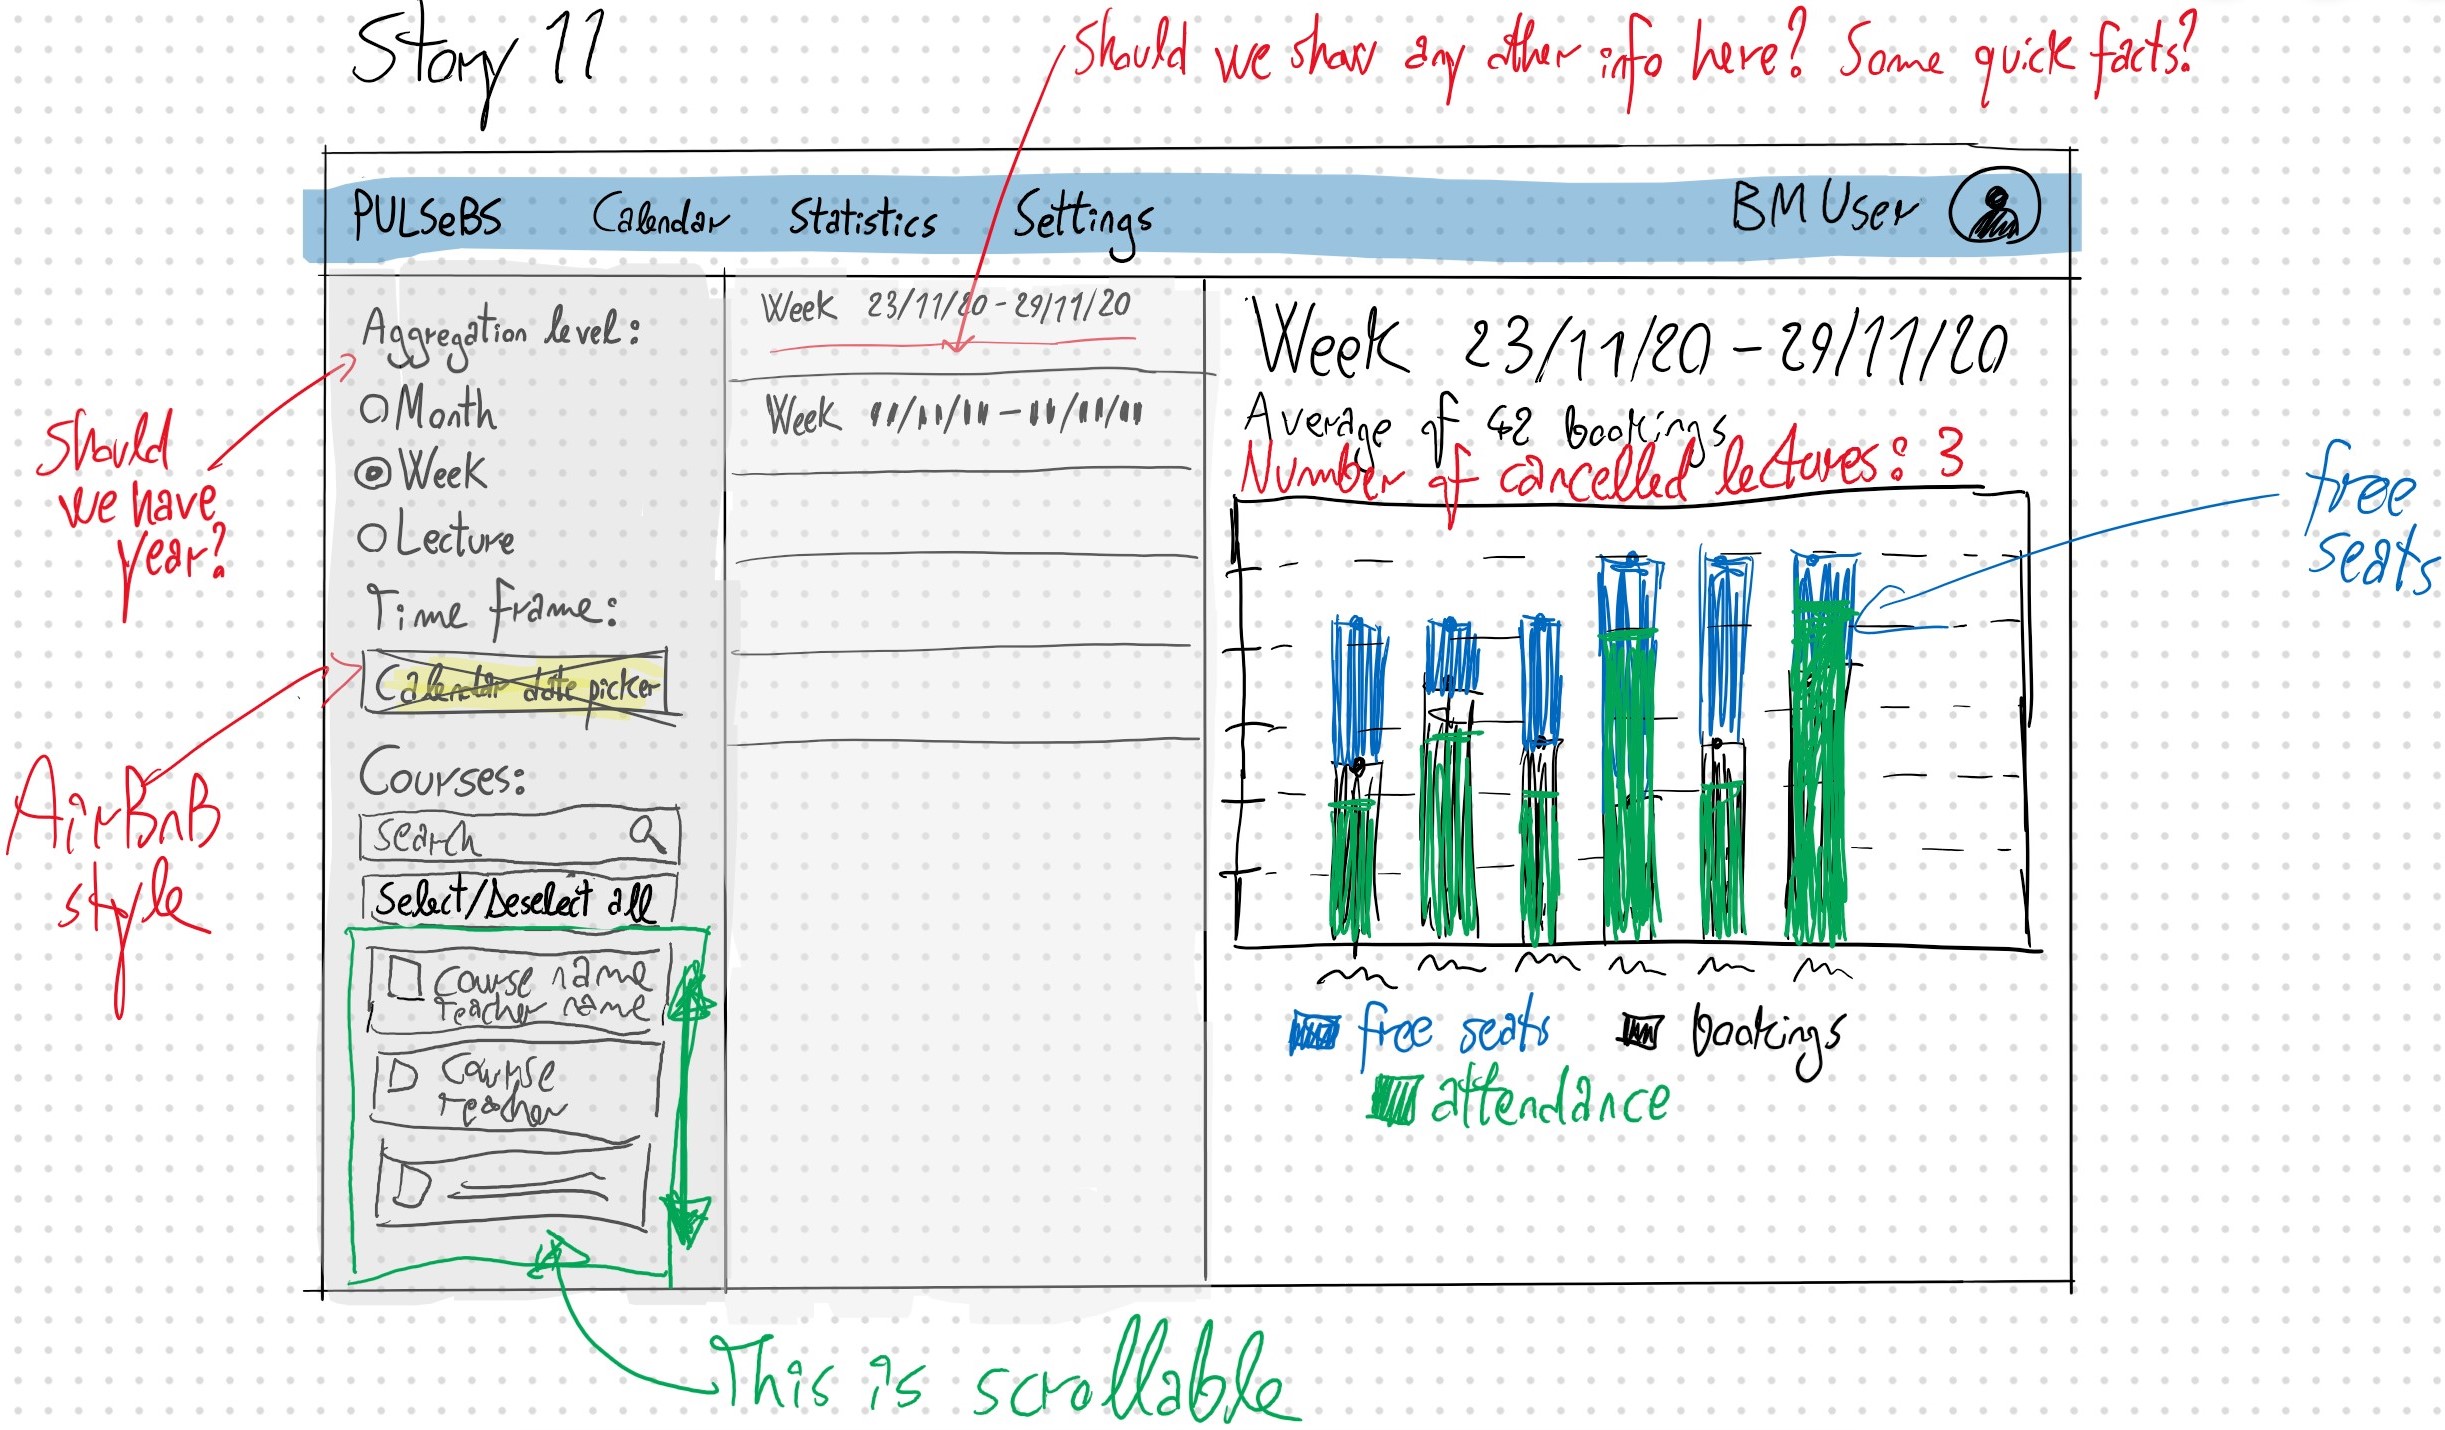 Story 11
Should we show any other info here? Some quick facts?
PULSeBS Calendar Statistics Settings BM User
Aggregation level:
Month
Week
Lecture
Time frame:
Calendar date picker
Courses:
Search
Select/Deselect all
Course name
Teacher name
Course
Teacher
This is scrollable
Should
we have
year?
AirBnB
style
Week 23/11/20 - 29/11/20
Week
Week 23/11/20 - 29/11/20
Average of 42 bookings
Number of cancelled lectures: 3
free
seats
free seats bookings
attendance